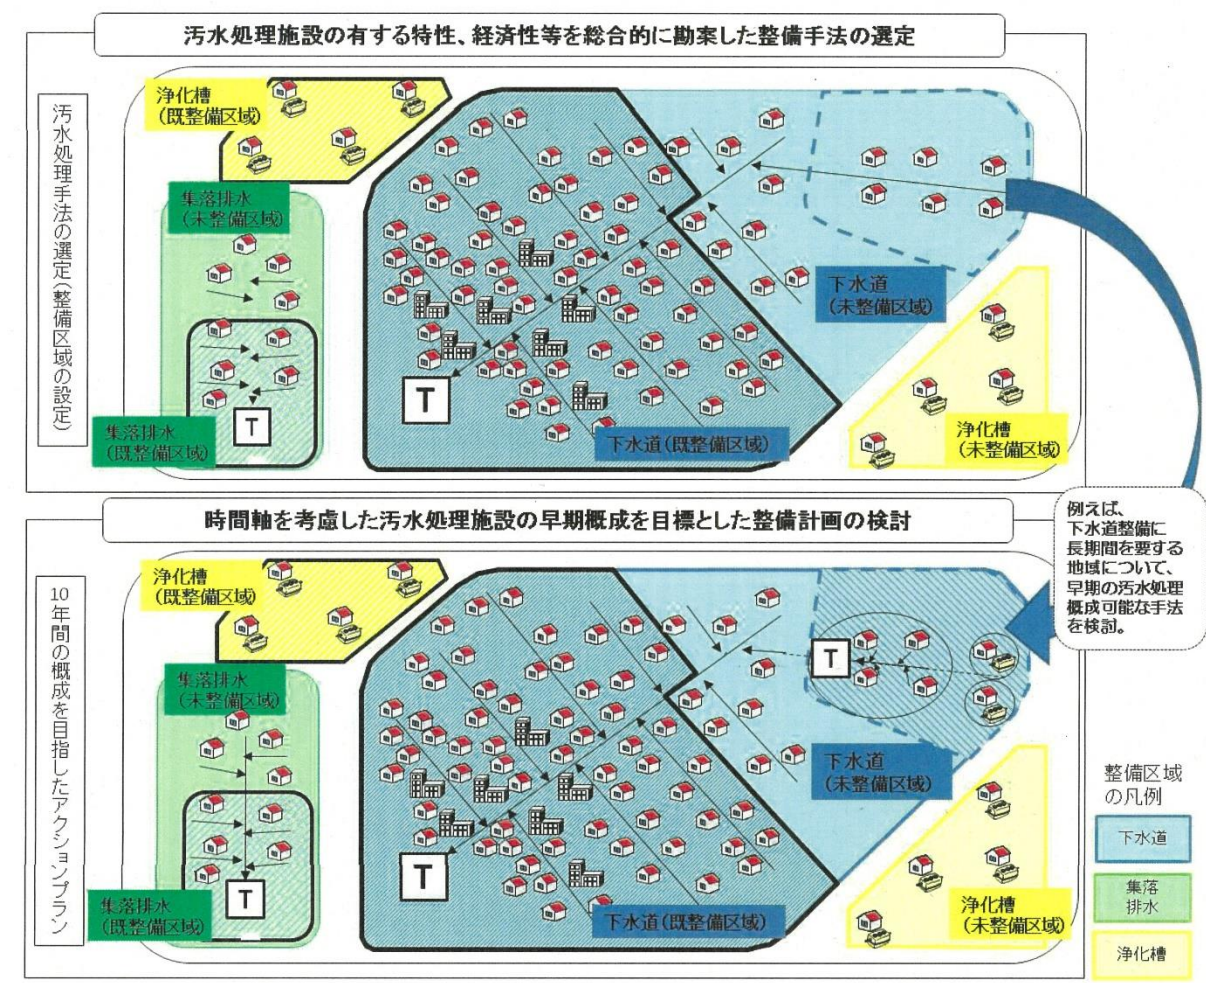 汚水処理施設の有する特性、経済性等を総合的に勘案した整備手法の選定
汚水処理手法の選定(整備区域の設定)
浄化槽
(既整備区域)
集落排水
(未整備区域)
下水道
(未整備区域)
T
T
集落排水
(既整備区域)
下水道(既整備区域)
浄化槽
(未整備区域)
時間軸を考慮した汚水処理施設の早期概成を目標とした整備計画の検討
例えば、
下水道整備に
長期間を要する
地域について、
早期の汚水処理
概成可能な手法
を検討。
10年間の概成を目指したアクションプラン
浄化槽
(既整備区域)
集落排水
(未整備区域)
T
下水道
(未整備区域)
T
T
集落排水
(既整備区域)
下水道(既整備区域)
浄化槽
(未整備区域)
整備区域
の凡例
下水道
集落
排水
浄化槽